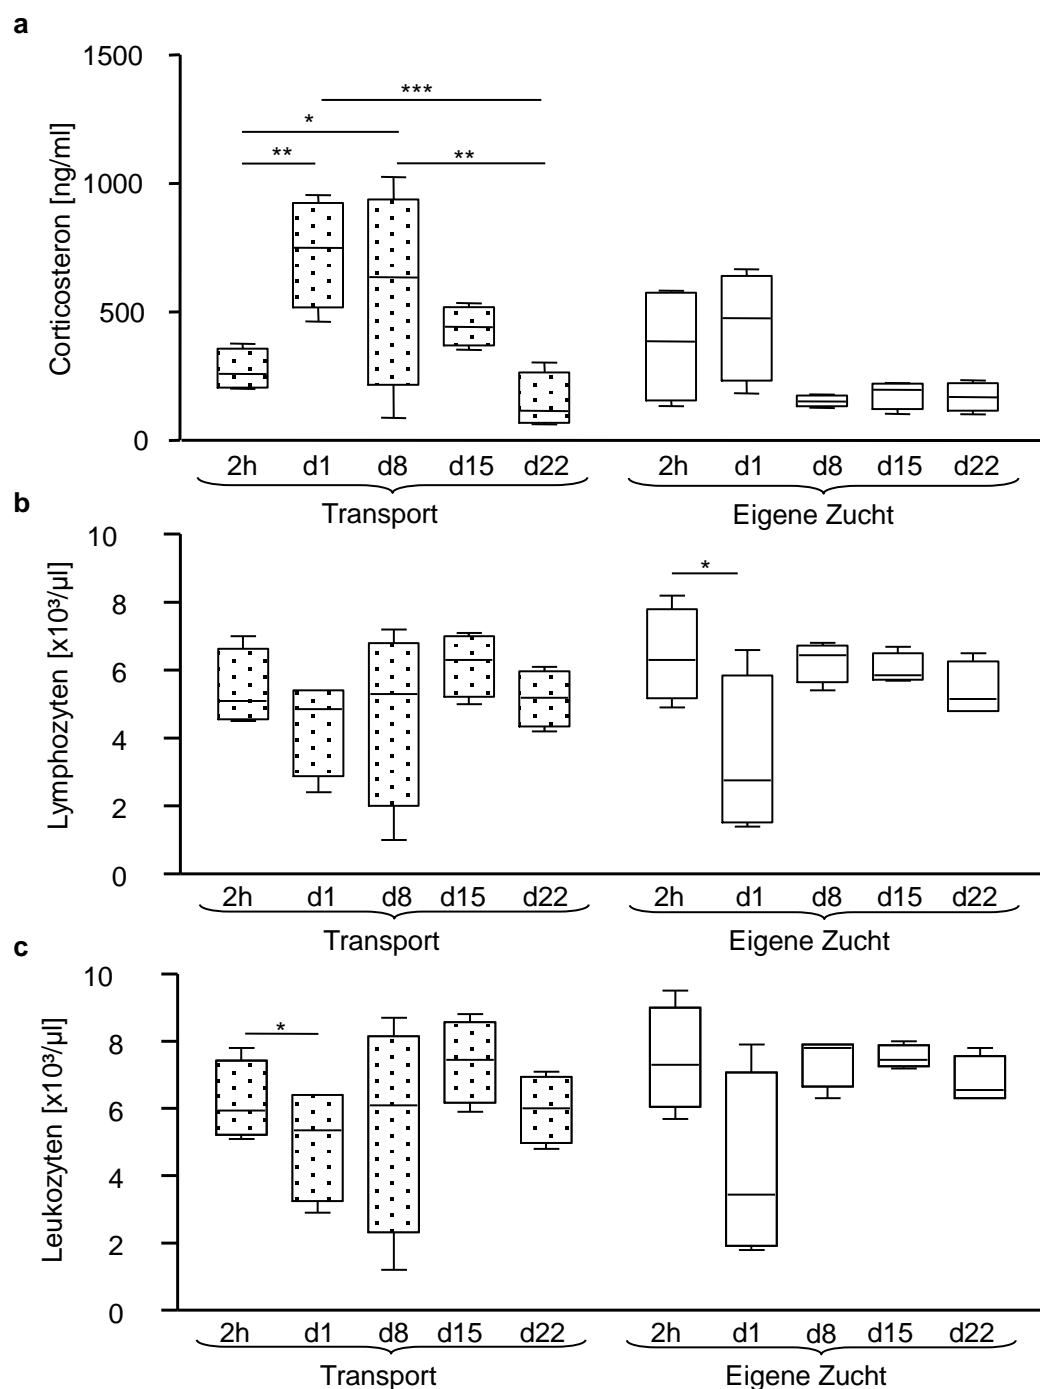 a
Corticosteron [ng/ml]
1500
1000
500
0
***
*
**
**
2h d1 d8 d15 d22 2h d1 d8 d15 d22
Transport Eigene Zucht
b
Lymphozyten [x10³/µl]
10
8
6
4
2
0
*
2h d1 d8 d15 d22 2h d1 d8 d15 d22
Transport Eigene Zucht
c
Leukozyten [x10³/µl]
10
8
6
4
2
0
*
2h d1 d8 d15 d22 2h d1 d8 d15 d22
Transport Eigene Zucht